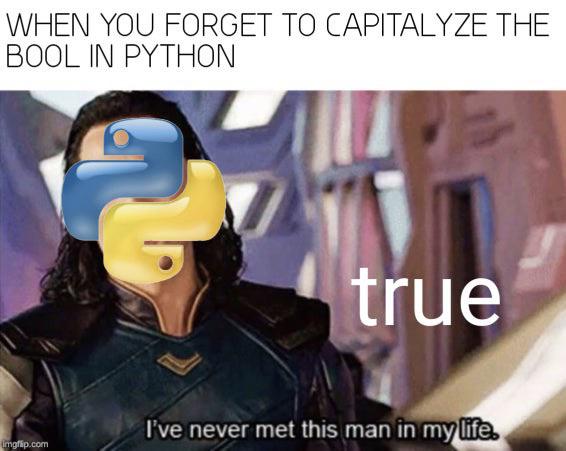 WHEN YOU FORGET TO CAPITALYZE THE
BOOL IN PYTHON
true
I've never met this man in my life.
imgflip.com